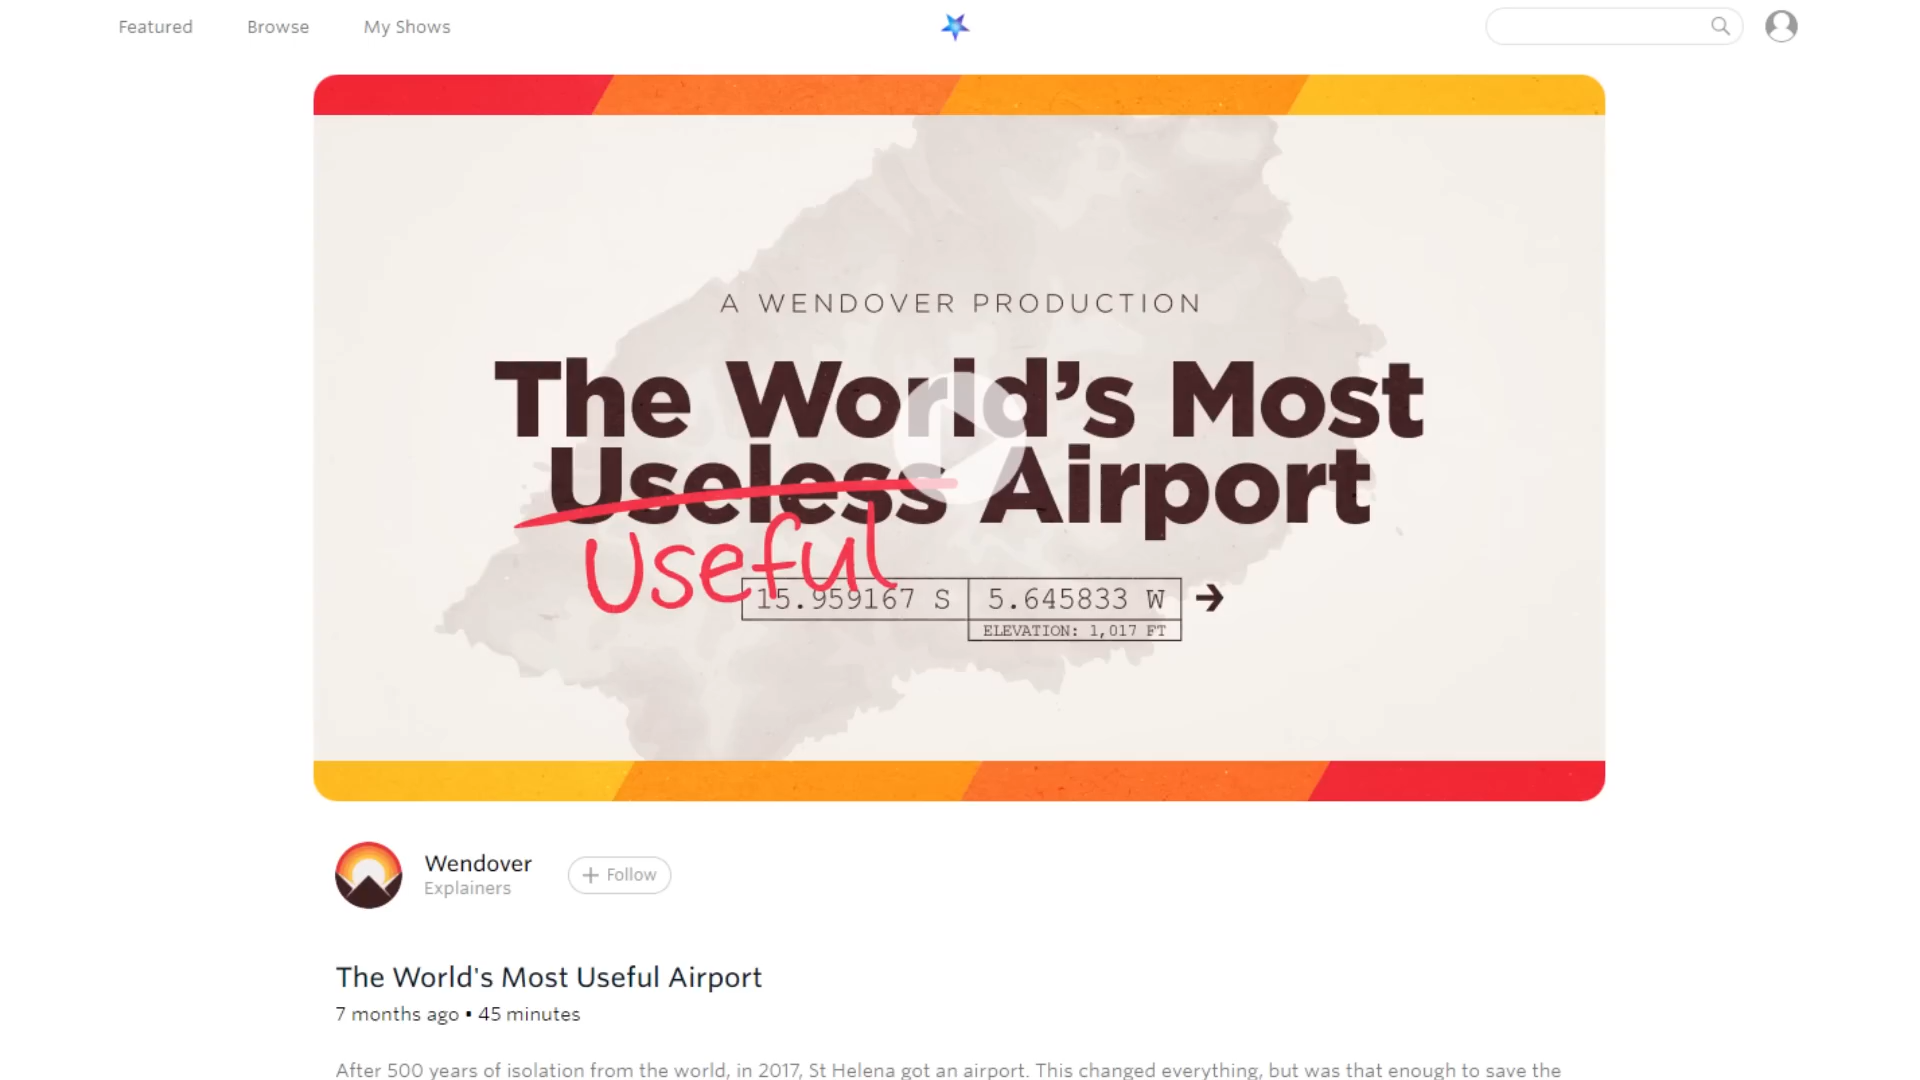 Featured Browse My Shows
A WENDOVER PRODUCTION
The World's Most
Useless Airport
Useful
15.959167 S 5.645833 W
ELEVATION: 1,017 FT
Wendover
Explainers
Follow
The World's Most Useful Airport
7 months ago • 45 minutes
After 500 years of isolation from the world, in 2017, St Helena got an airport. This changed everything, but was that enough to save the